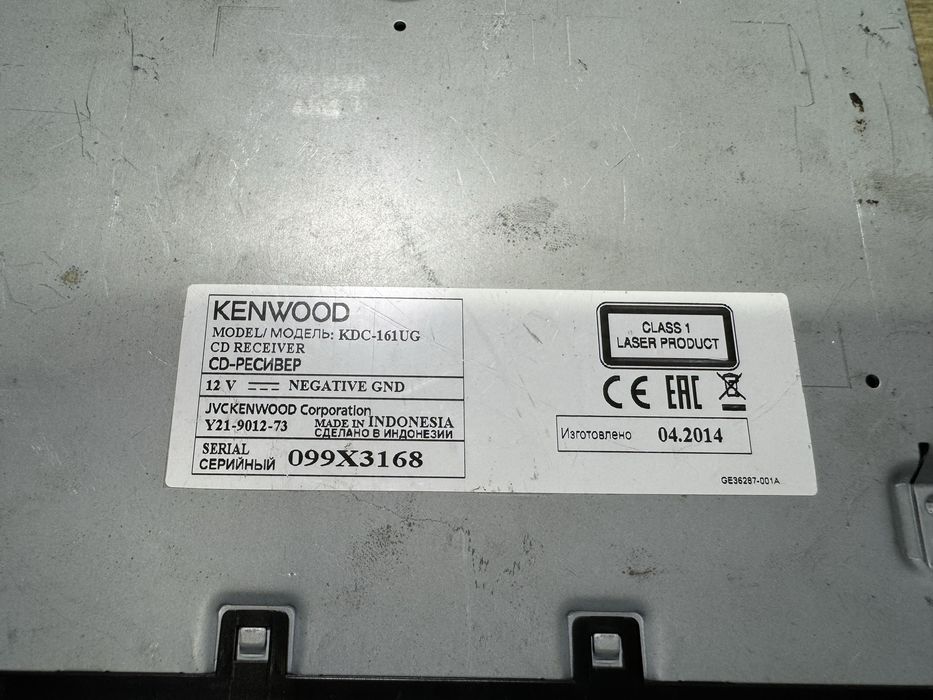 KENWOOD
MODEL/ МОДЕЛЬ: KDC-161UG
CD RECEIVER
CD-РЕСИВЕР
12 V NEGATIVE GND
JVCKENWOOD Corporation
Y21-9012-73 MADE IN INDONESIA
СДЕЛАНО В ИНДОНЕЗИИ
SERIAL
СЕРИЙНЫЙ 099X3168
CLASS 1
LASER PRODUCT
CE EAC
Изготовлено 04.2014
GE36287-001A